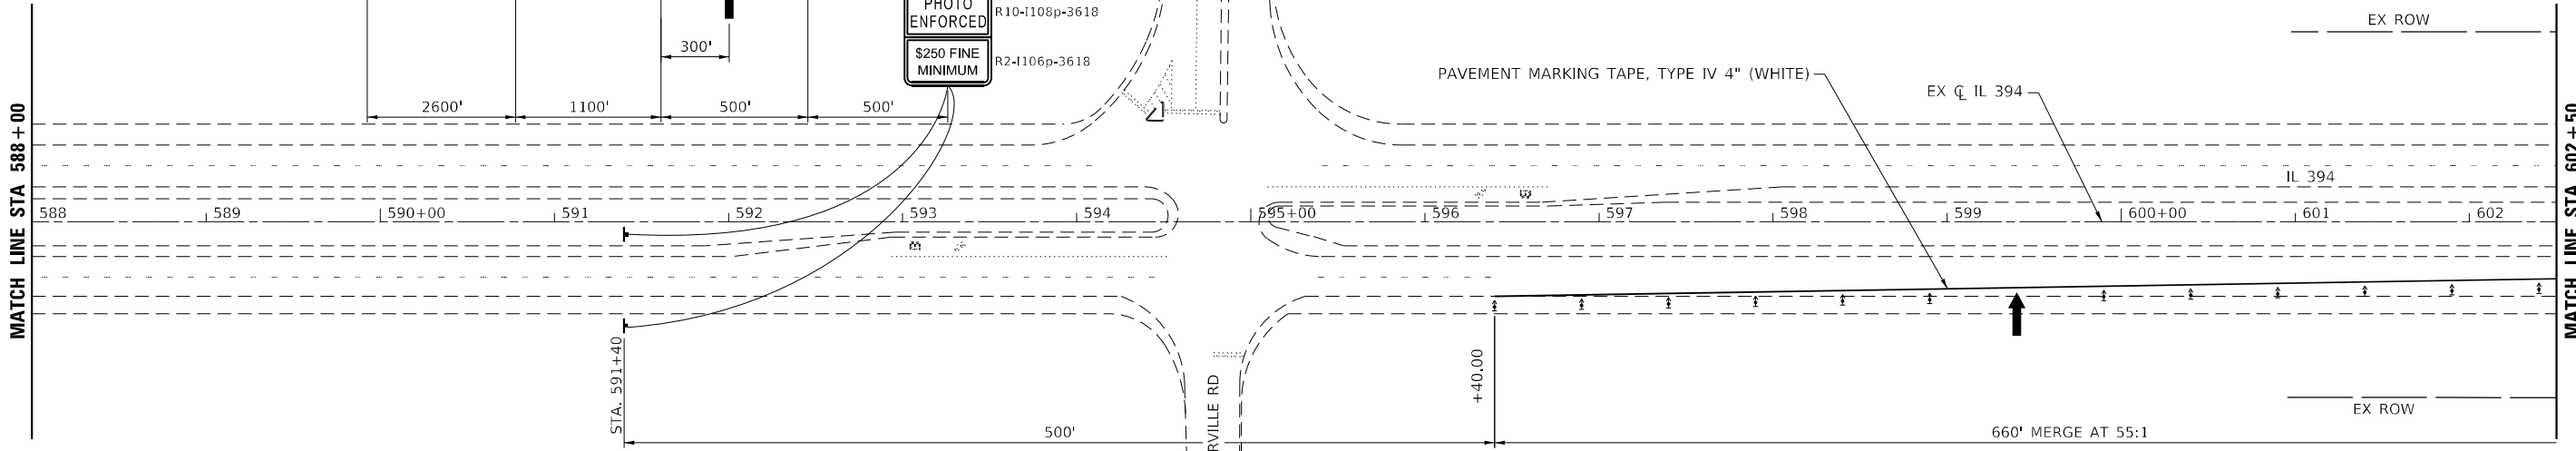 PHOTO
ENFORCED
R10-I108p-3618
$250 FINE
MINIMUM
R2-I106p-3618
300'
2600'
1100'
500'
500'
EX ROW
PAVEMENT MARKING TAPE, TYPE IV 4" (WHITE)
EX ℄ IL 394
MATCH LINE STA 588+00
MATCH LINE STA 602+50
IL 394
588
589
590+00
591
592
593
594
595+00
596
597
598
599
600+00
601
602
STA. 591+40
+40.00
RVILLE RD
EX ROW
500'
660' MERGE AT 55:1